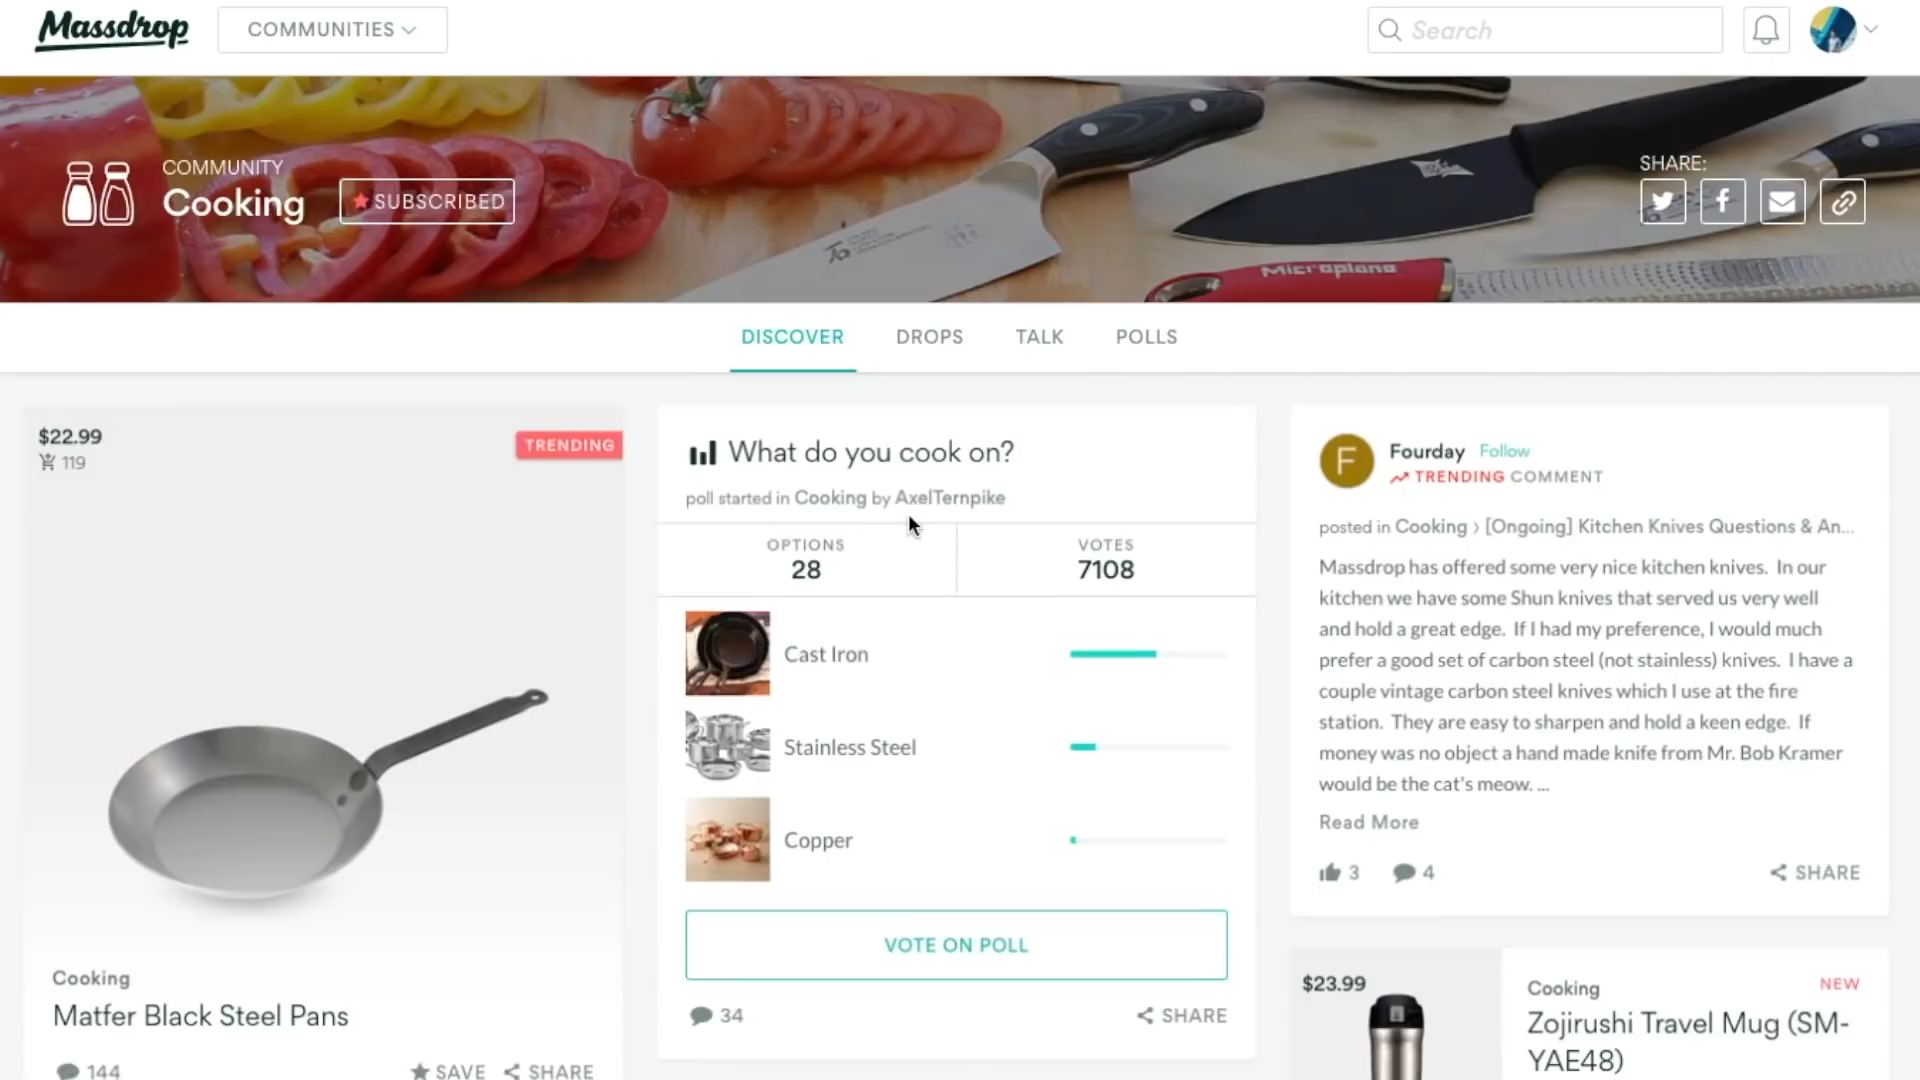 Massdrop
COMMUNITIES
Search
COMMUNITY
Cooking
SUBSCRIBED
SHARE:
Microplane
DISCOVER
DROPS
TALK
POLLS
$22.99
119
TRENDING
Cooking
Matfer Black Steel Pans
144
SAVE
SHARE
What do you cook on?
poll started in Cooking by AxelTernpike
OPTIONS
28
VOTES
7108
Cast Iron
Stainless Steel
Copper
VOTE ON POLL
34
SHARE
F
Fourday Follow
TRENDING COMMENT
posted in Cooking › [Ongoing] Kitchen Knives Questions & An...
Massdrop has offered some very nice kitchen knives. In our
kitchen we have some Shun knives that served us very well
and hold a great edge. If I had my preference, I would much
prefer a good set of carbon steel (not stainless) knives. I have a
couple vintage carbon steel knives which I use at the fire
station. They are easy to sharpen and hold a keen edge. If
money was no object a hand made knife from Mr. Bob Kramer
would be the cat's meow. ...
Read More
3
4
SHARE
$23.99
Cooking
NEW
Zojirushi Travel Mug (SM-
YAE48)